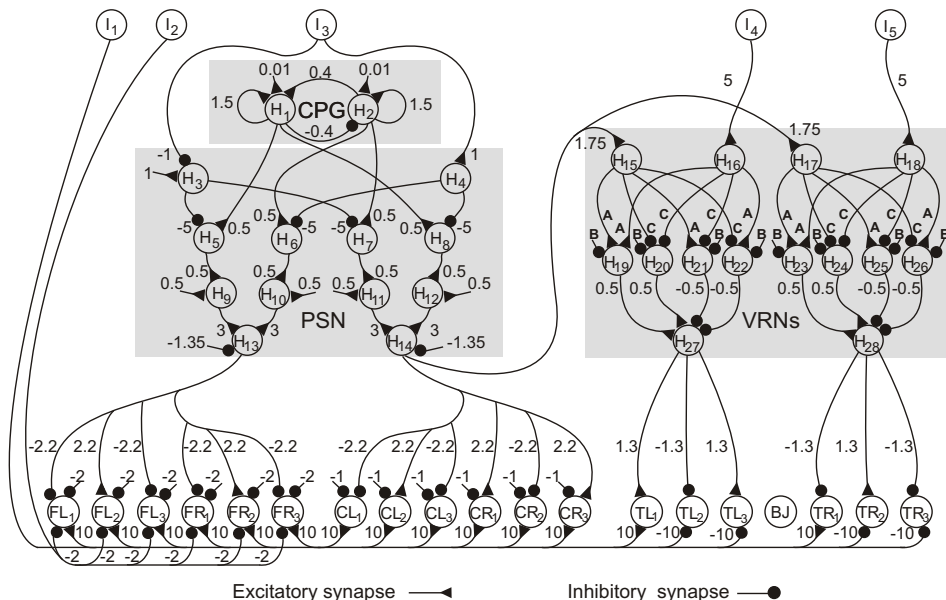 I1 I2 I3 I4 I5
0.01 0.4 0.01
1.5 H1 CPG H2 1.5
-0.4
5 5
1.75 1.75
H15 H16 H17 H18
-1 1
1 H3 H4
A A C C A A C C
-5 0.5 0.5 -5 -5 0.5 0.5 -5
B B B B B B B B
H5 H6 H7 H8
H19 H20 H21 H22 H23 H24 H25 H26
0.5 0.5 0.5 0.5
0.5 0.5 -0.5 -0.5 0.5 0.5 -0.5 -0.5
0.5 H9 H10 0.5 0.5 H11 H12 0.5
PSN VRNs
3 3 3 3
-1.35 H13 H14 -1.35
H27 H28
-2.2 2.2 -2.2 -2.2 2.2 -2.2 -2.2 2.2 -2.2 2.2 -2.2 2.2 1.3 -1.3 1.3 -1.3 1.3 -1.3
-2 -2 -2 -2 -2 -2 -1 -1 -1 -1 -1 -1
FL1 FL2 FL3 FR1 FR2 FR3 CL1 CL2 CL3 CR1 CR2 CR3 TL1 TL2 TL3 BJ TR1 TR2 TR3
10 10 10 10 10 10 10 10 10 10 10 10 10 -10 -10 10 -10 -10
-2 -2 -2 -2 -2 -2
Excitatory synapse Inhibitory synapse